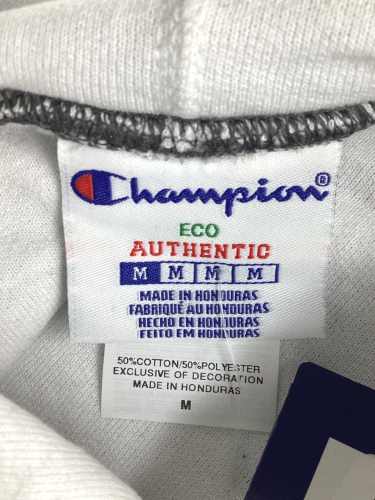 Champion®
ECO
AUTHENTIC
M M M M
MADE IN HONDURAS
FABRIQUÉ AU HONDURAS
HECHO EN HONDURAS
FEITO EM HONDURAS
50%COTTON/50%POLYESTER
EXCLUSIVE OF DECORATION
MADE IN HONDURAS
M